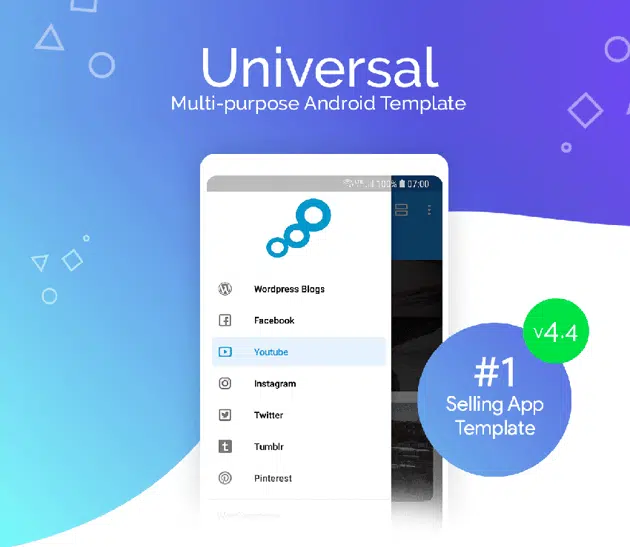 Universal
Multi-purpose Android Template
100% 07:00
Wordpress Blogs
Facebook
Youtube
Instagram
Twitter
Tumblr
Pinterest
v4.4
#1
Selling App
Template